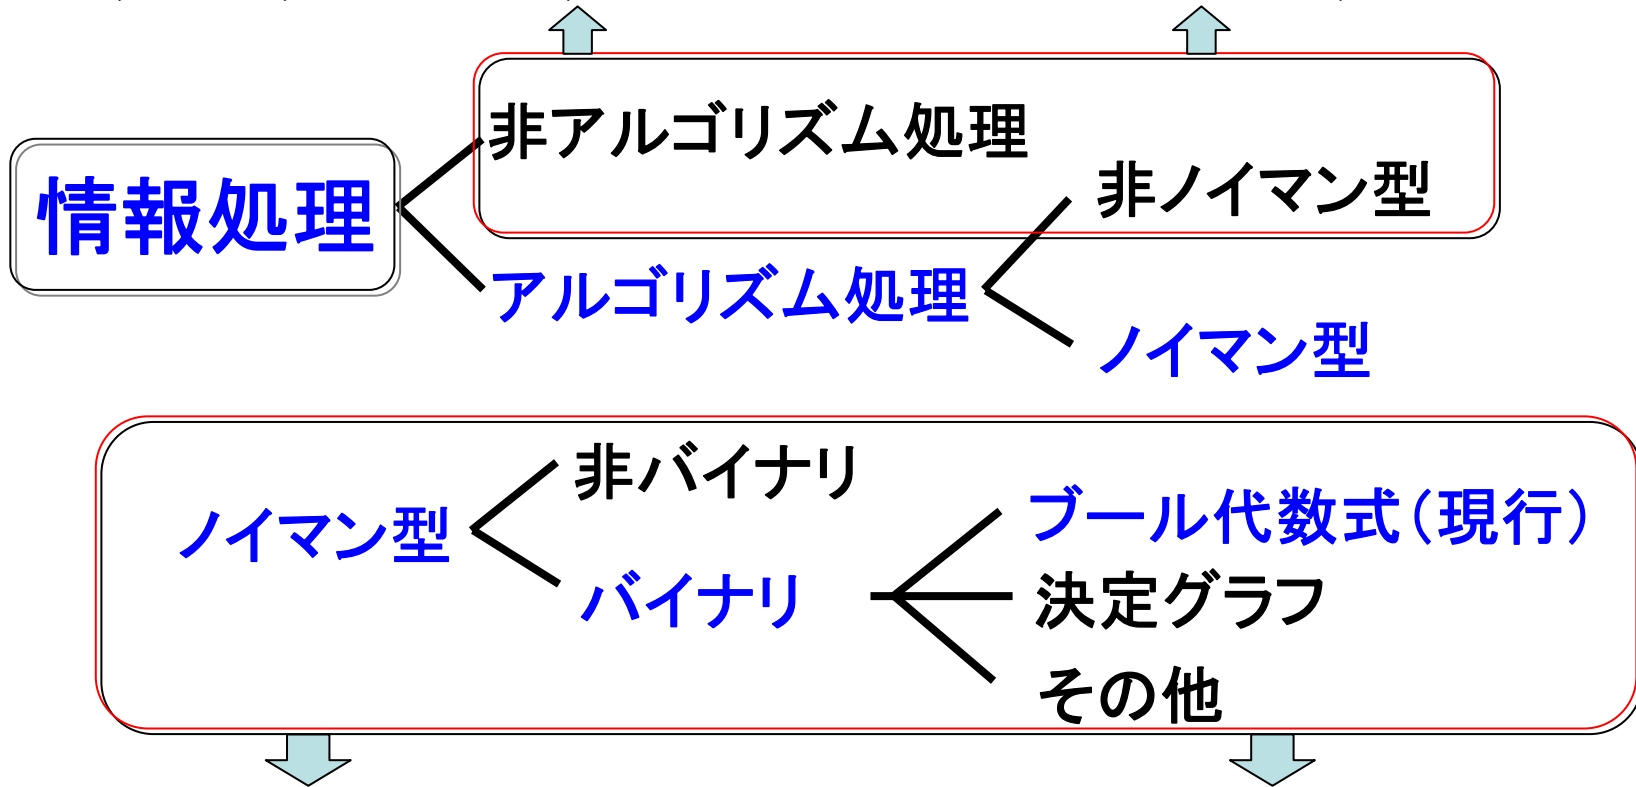 非アルゴリズム処理
情報処理
非ノイマン型
アルゴリズム処理
ノイマン型
非バイナリ
ブール代数式(現行)
ノイマン型
バイナリ
決定グラフ
その他